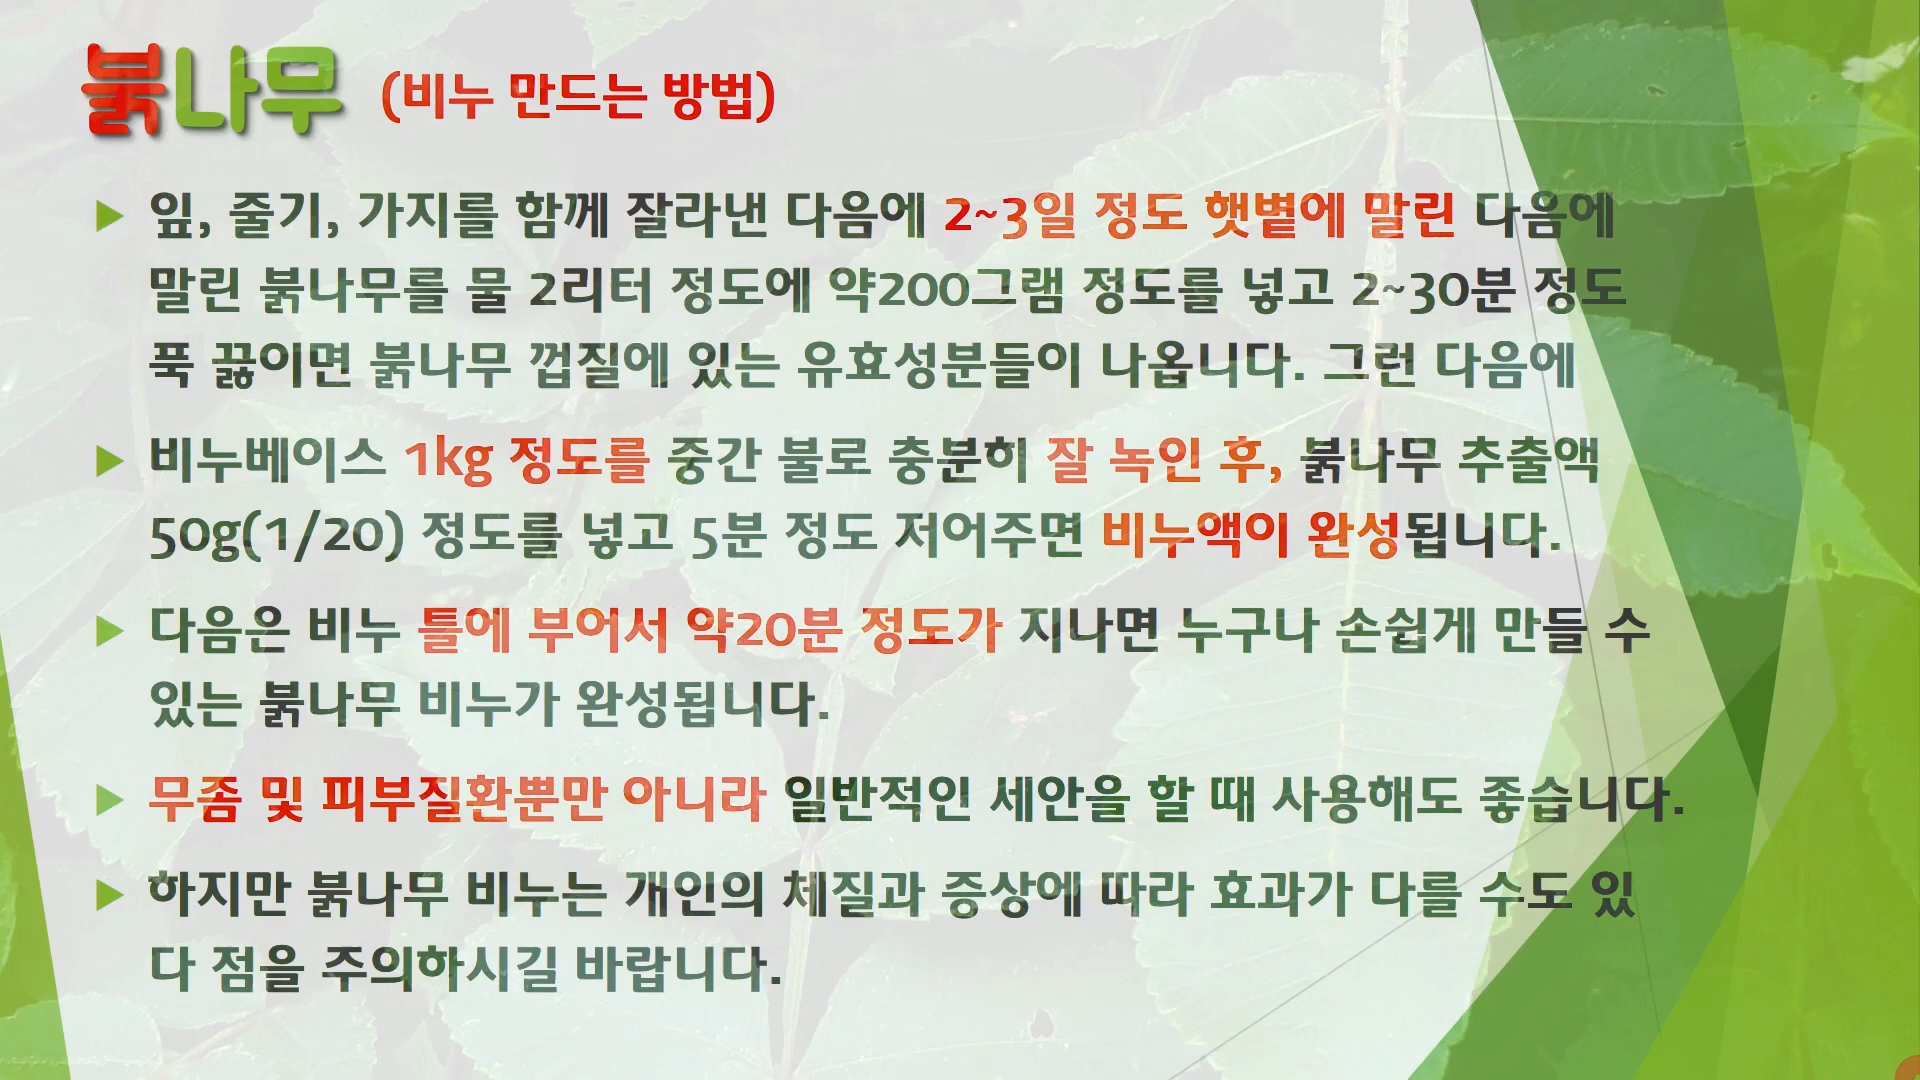 붉나무 (비누 만드는 방법)
잎, 줄기, 가지를 함께 잘라낸 다음에 2~3일 정도 햇볕에 말린 다음에
말린 붉나무를 물 2리터 정도에 약200그램 정도를 넣고 2~30분 정도
푹 끓이면 붉나무 껍질에 있는 유효성분들이 나옵니다. 그런 다음에
비누베이스 1kg 정도를 중간 불로 충분히 잘 녹인 후, 붉나무 추출액
50g(1/20) 정도를 넣고 5분 정도 저어주면 비누액이 완성됩니다.
다음은 비누 틀에 부어서 약20분 정도가 지나면 누구나 손쉽게 만들 수
있는 붉나무 비누가 완성됩니다.
무좀 및 피부질환뿐만 아니라 일반적인 세안을 할 때 사용해도 좋습니다.
하지만 붉나무 비누는 개인의 체질과 증상에 따라 효과가 다를 수도 있
다 점을 주의하시길 바랍니다.